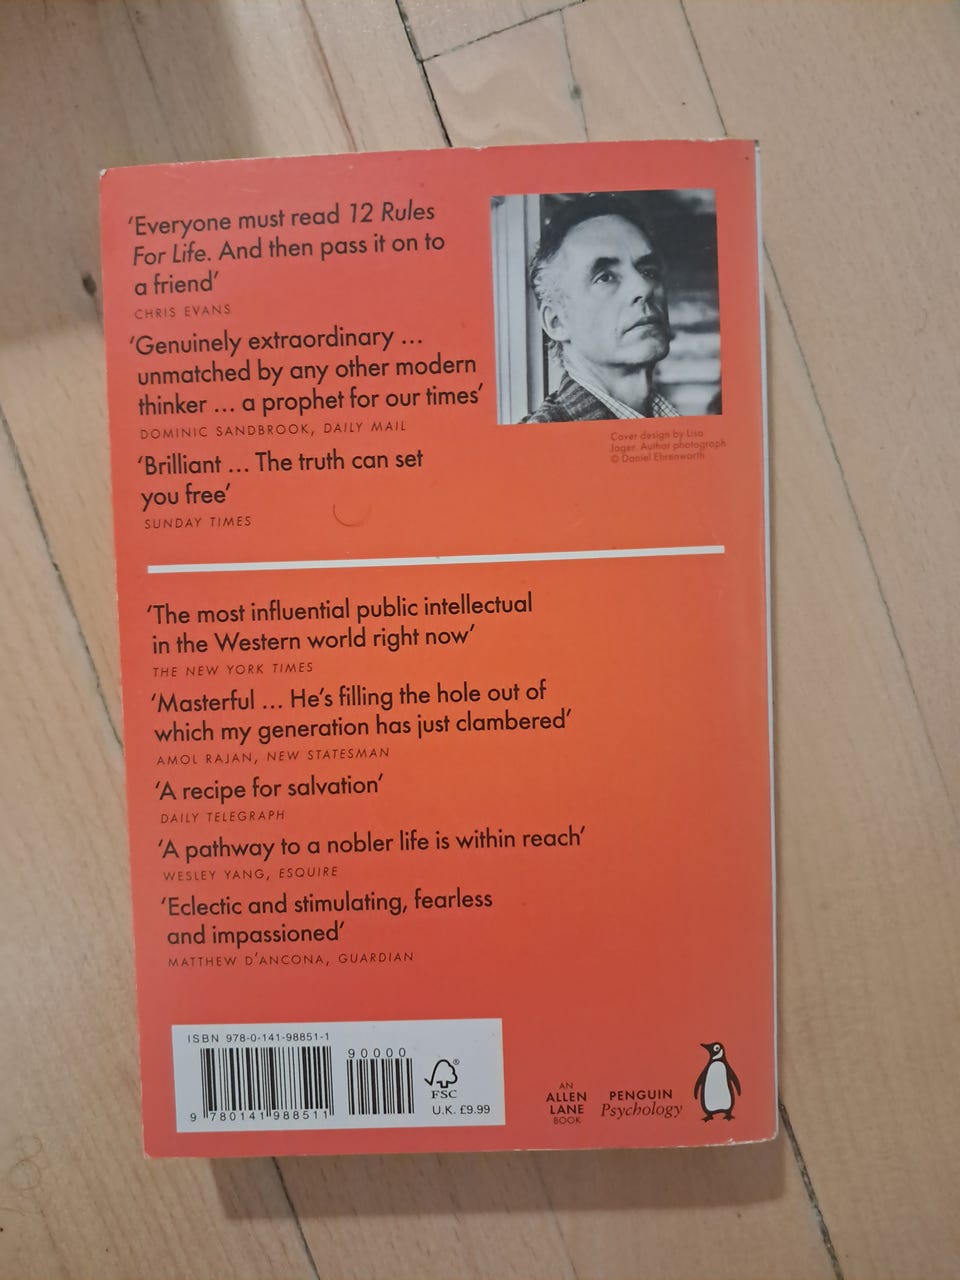 ‘Everyone must read 12 Rules
For Life. And then pass it on to
a friend’
CHRIS EVANS
‘Genuinely extraordinary ...
unmatched by any other modern
thinker ... a prophet for our times’
DOMINIC SANDBROOK, DAILY MAIL
‘Brilliant ... The truth can set
you free’
SUNDAY TIMES
Cover design by Lisa
Jager. Author photograph
© Daniel Ehrenworth
‘The most influential public intellectual
in the Western world right now’
THE NEW YORK TIMES
‘Masterful ... He’s filling the hole out of
which my generation has just clambered’
AMOL RAJAN, NEW STATESMAN
‘A recipe for salvation’
DAILY TELEGRAPH
‘A pathway to a nobler life is within reach’
WESLEY YANG, ESQUIRE
‘Eclectic and stimulating, fearless
and impassioned’
MATTHEW D’ANCONA, GUARDIAN
ISBN 978-0-141-98851-1
90000
9 780141 988511
®
FSC
U.K. £9.99
AN
ALLEN
LANE
BOOK
PENGUIN
Psychology